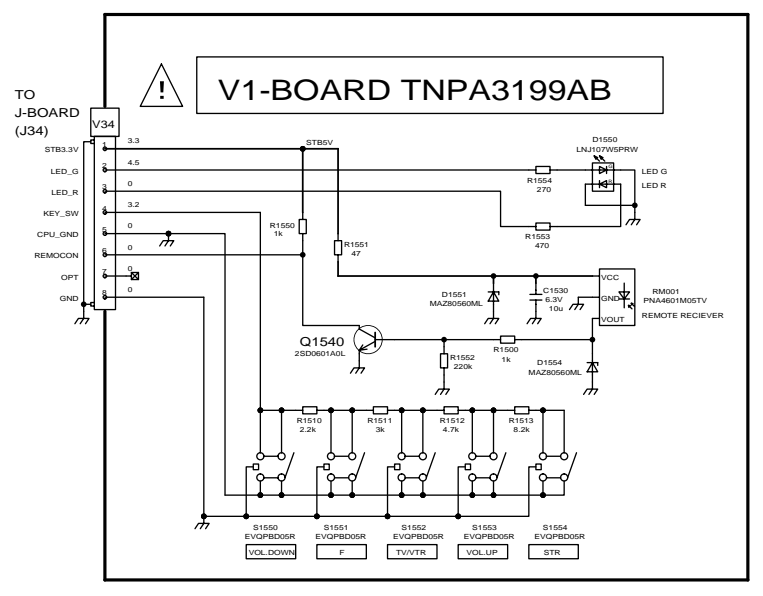 V1-BOARD TNPA3199AB
!
TO
J-BOARD
(J34)
V34
STB3.3V
1
3.3
STB5V
LED_G
2
4.5
LED_R
3
0
KEY_SW
4
3.2
CPU_GND
5
0
REMOCON
6
0
OPT
7
0
GND
8
0
D1550
LNJ107W5PRW
G
R
LED G
LED R
R1554
270
R1553
470
R1550
1k
R1551
47
D1551
MAZ80560ML
C1530
6.3V
10u
VCC
GND
VOUT
RM001
PNA4601M05TV
REMOTE RECIEVER
Q1540
2SD0601A0L
R1552
220k
R1500
1k
D1554
MAZ80560ML
R1510
2.2k
R1511
3k
R1512
4.7k
R1513
8.2k
S1550
EVQPBD05R
VOL.DOWN
S1551
EVQPBD05R
F
S1552
EVQPBD05R
TV/VTR
S1553
EVQPBD05R
VOL.UP
S1554
EVQPBD05R
STR